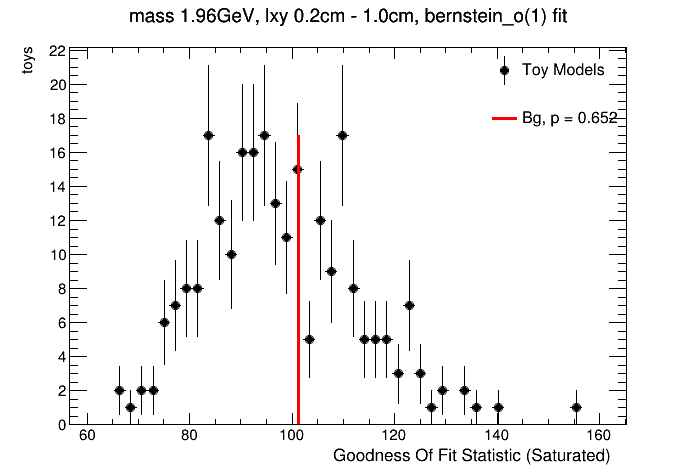 mass 1.96GeV, lxy 0.2cm - 1.0cm, bernstein_o(1) fit
toys
22
20
18
16
14
12
10
8
6
4
2
0
Toy Models
Bg, p = 0.652
60 80 100 120 140 160
Goodness Of Fit Statistic (Saturated)